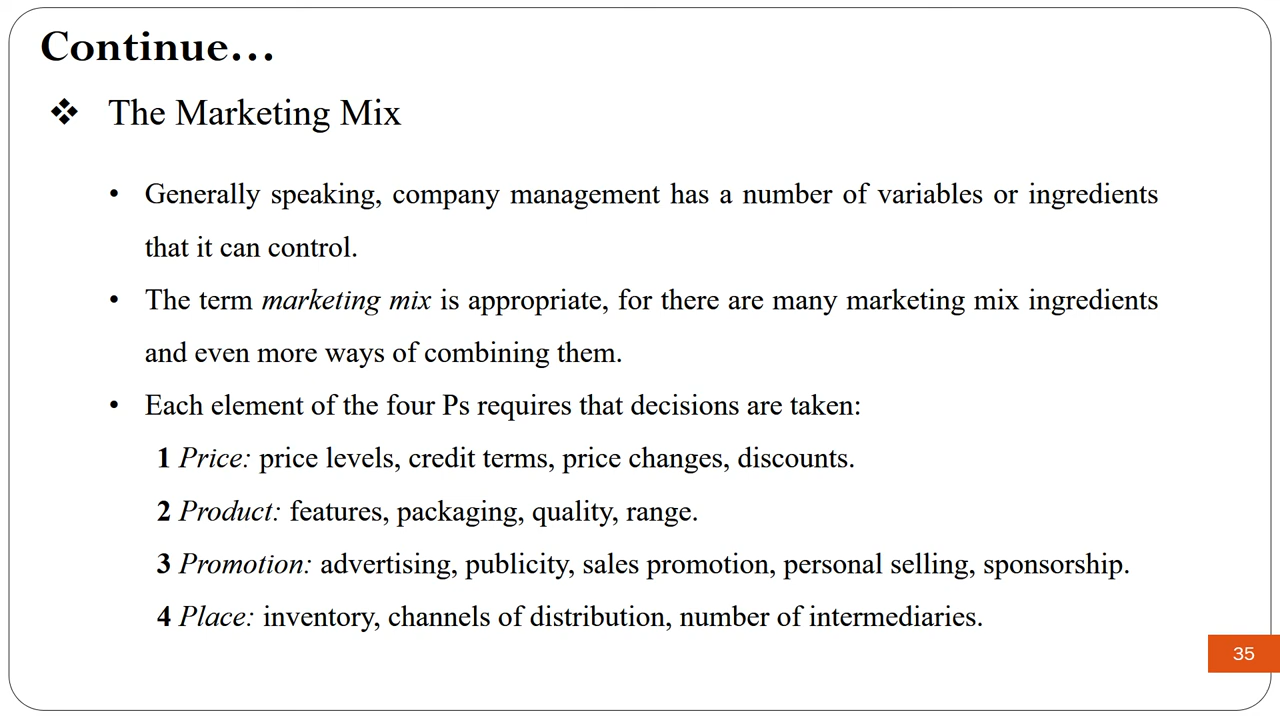 Continue…
❖ The Marketing Mix
• Generally speaking, company management has a number of variables or ingredients
that it can control.
• The term marketing mix is appropriate, for there are many marketing mix ingredients
and even more ways of combining them.
• Each element of the four Ps requires that decisions are taken:
1 Price: price levels, credit terms, price changes, discounts.
2 Product: features, packaging, quality, range.
3 Promotion: advertising, publicity, sales promotion, personal selling, sponsorship.
4 Place: inventory, channels of distribution, number of intermediaries.
35